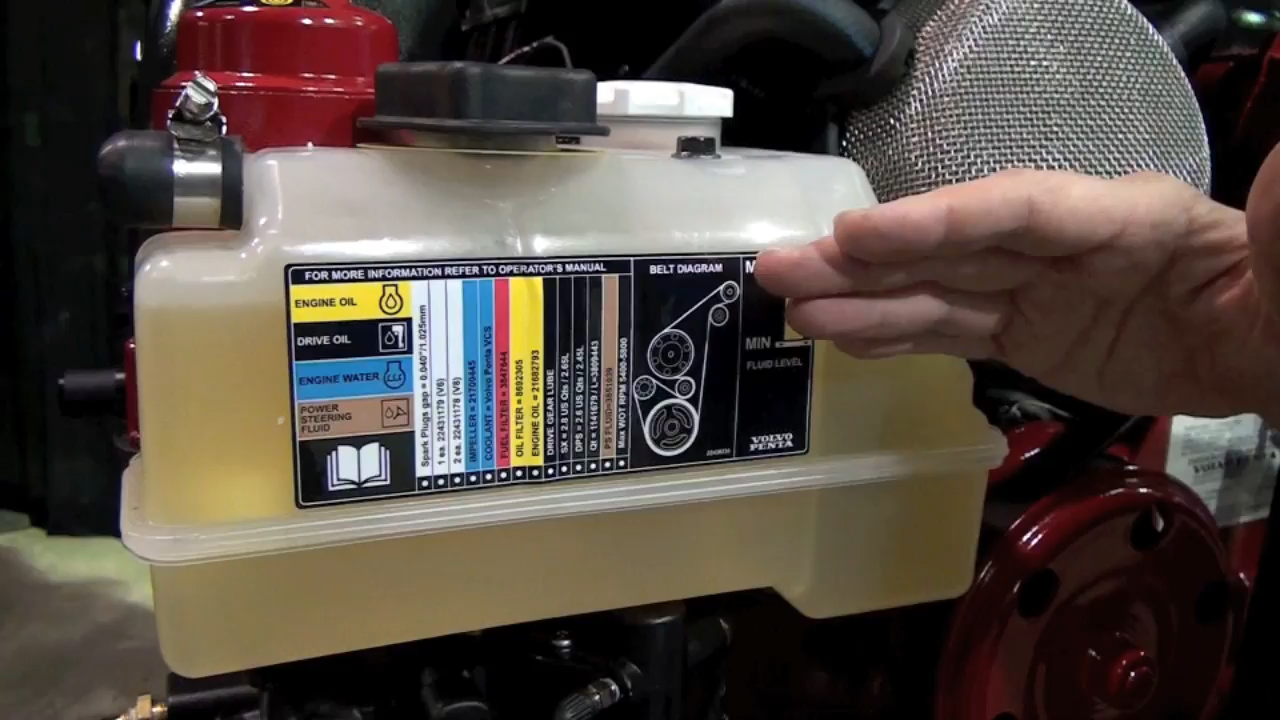 FOR MORE INFORMATION REFER TO OPERATOR'S MANUAL
ENGINE OIL
DRIVE OIL
ENGINE WATER
POWER
STEERING
FLUID
Spark Plugs gap = 0.040"/1.025mm
1 ea. 22431179 (V6)
2 ea. 22431178 (V8)
IMPELLER = 21700445
COOLANT = Volvo Penta VCS
FUEL FILTER = 3847644
OIL FILTER = 8692305
ENGINE OIL = 21682793
DRIVE GEAR LUBE
SX = 2.8 US Qts / 2.65L
DPS = 2.6 US Qts / 2.45L
Qt = 1141679 / L=3809443
PS FLUID=3851039
Max WOT RPM 5400-5800
BELT DIAGRAM
M
MIN
FLUID LEVEL
VOLVO
PENTA